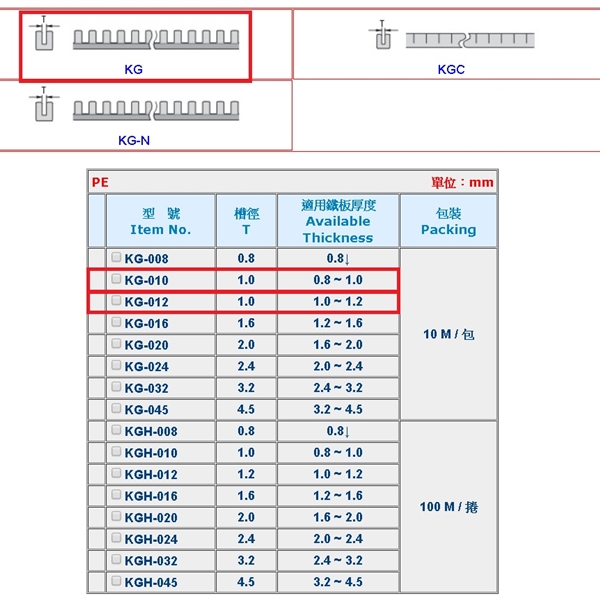 T
KG
T
KGC
T
KG-N
PE 單位：mm
型 號 Item No. 槽徑 T 適用鐵板厚度 Available Thickness 包裝 Packing
KG-008 0.8 0.8↓
KG-010 1.0 0.8 ~ 1.0
KG-012 1.0 1.0 ~ 1.2
KG-016 1.6 1.2 ~ 1.6
KG-020 2.0 1.6 ~ 2.0
KG-024 2.4 2.0 ~ 2.4
KG-032 3.2 2.4 ~ 3.2
KG-045 4.5 3.2 ~ 4.5
10 M / 包
KGH-008 0.8 0.8↓
KGH-010 1.0 0.8 ~ 1.0
KGH-012 1.2 1.0 ~ 1.2
KGH-016 1.6 1.2 ~ 1.6
KGH-020 2.0 1.6 ~ 2.0
KGH-024 2.4 2.0 ~ 2.4
KGH-032 3.2 2.4 ~ 3.2
KGH-045 4.5 3.2 ~ 4.5
100 M / 捲